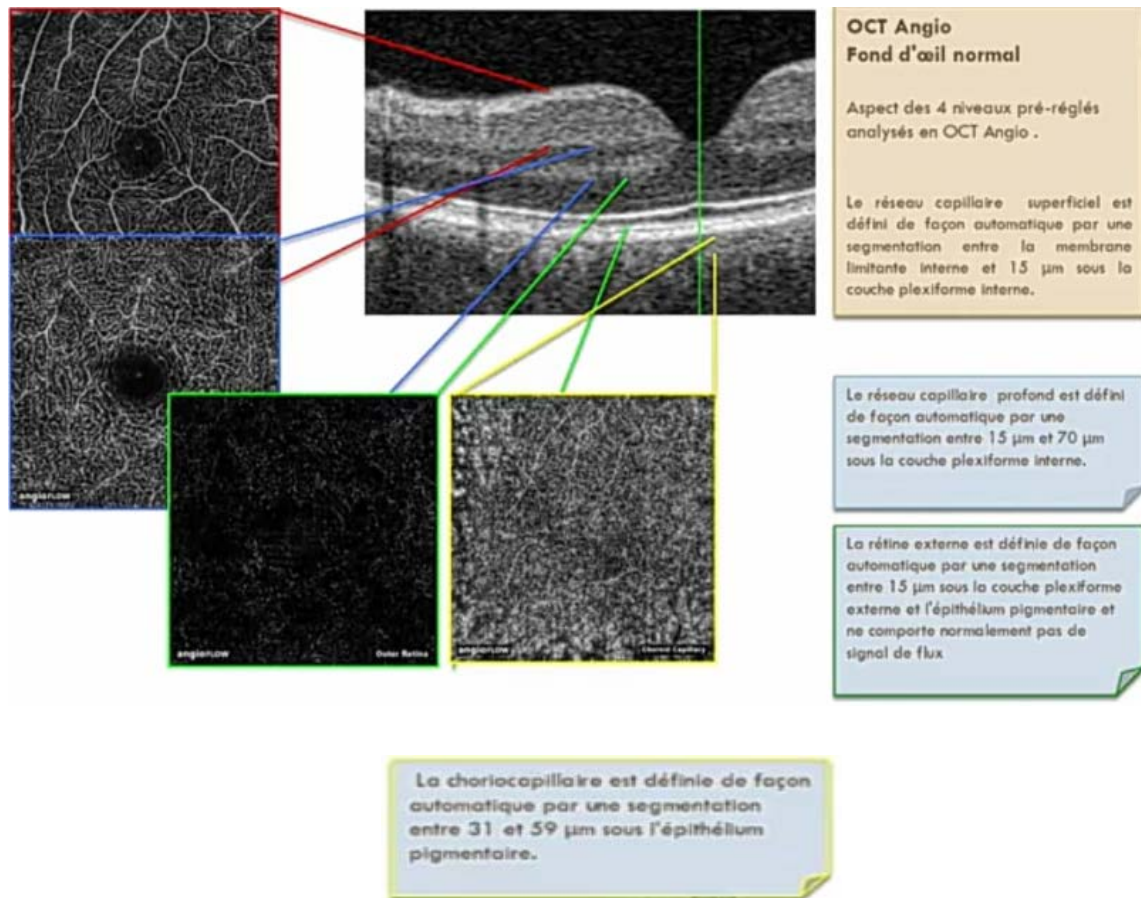 OCT Angio
Fond d'œil normal
Aspect des 4 niveaux pré-réglés
analysés en OCT Angio .
Le réseau capillaire superficiel est
défini de façon automatique par une
segmentation entre la membrane
limitante interne et 15 µm sous la
couche plexiforme interne.
Le réseau capillaire profond est défini
de façon automatique par une
segmentation entre 15 µm et 70 µm
sous la couche plexiforme interne.
La rétine externe est définie de façon
automatique par une segmentation
entre 15 µm sous la couche plexiforme
externe et l'épithélium pigmentaire et
ne comporte normalement pas de
signal de flux
angioFLOW
angioFLOW
Outer Retina
angioFLOW
Choroid Capillary
La choriocapillaire est définie de façon
automatique par une segmentation
entre 31 et 59 µm sous l'épithélium
pigmentaire.